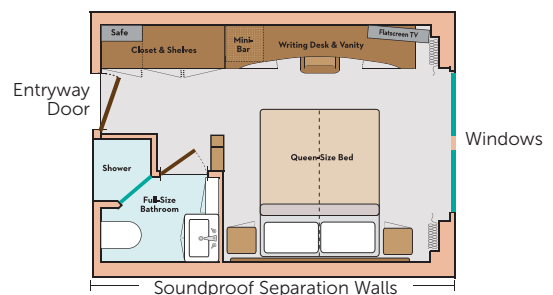 Safe
Closet & Shelves
Mini-
Bar
Writing Desk & Vanity
Flatscreen TV
Entryway
Door
Windows
Shower
Queen-Size Bed
Full-Size
Bathroom
Soundproof Separation Walls